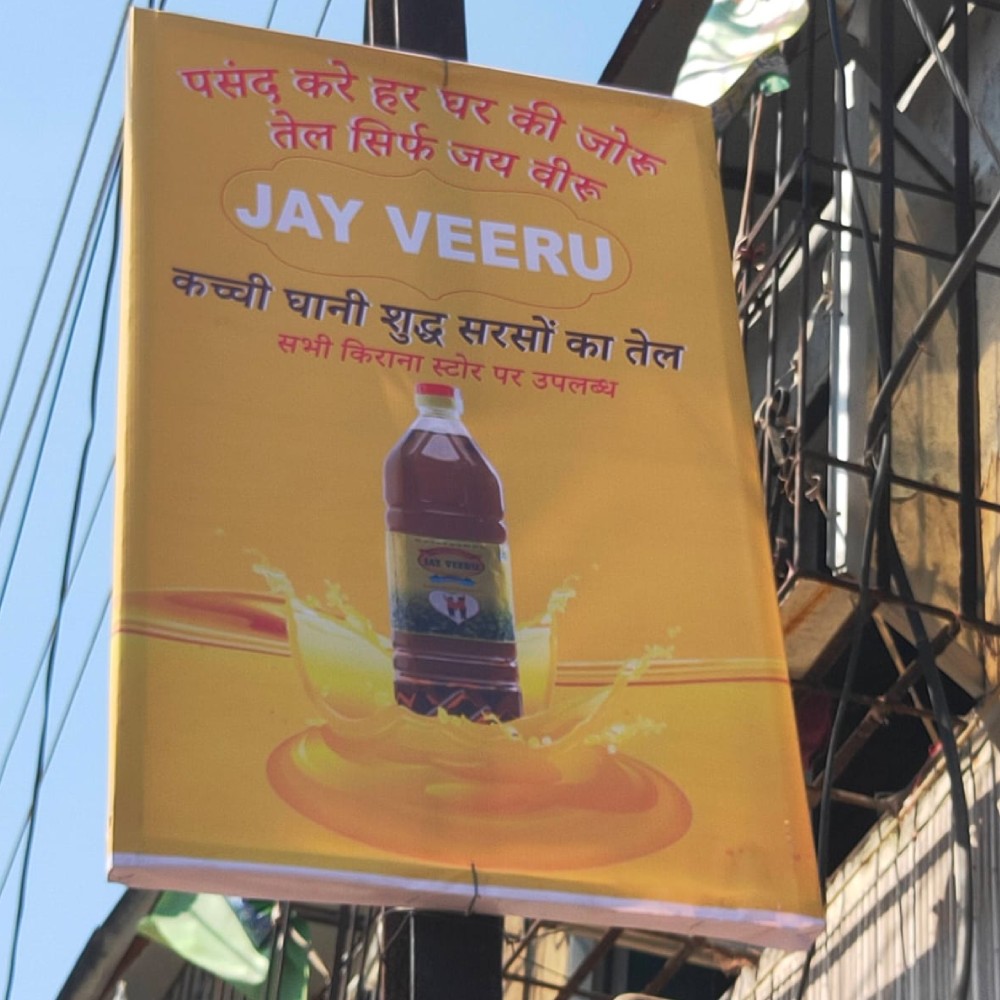 पसंद करे हर घर की जोरू
तेल सिर्फ जय वीरू
JAY VEERU
कच्ची घानी शुद्ध सरसों का तेल
सभी किराना स्टोर पर उपलब्ध
JAY VEERU